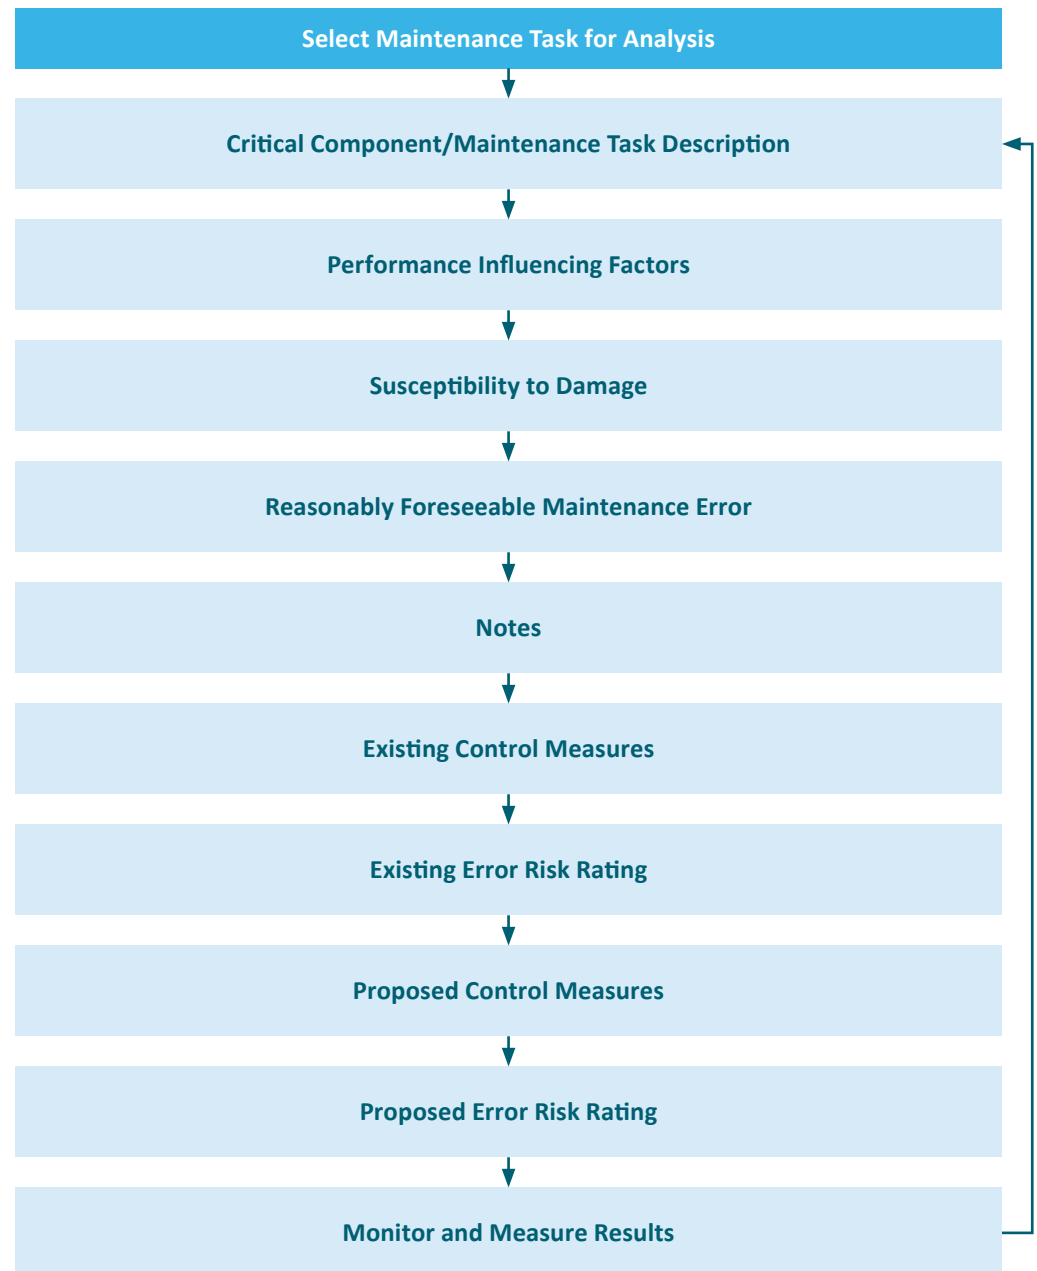 Select Maintenance Task for Analysis
Critical Component/Maintenance Task Description
Performance Influencing Factors
Susceptibility to Damage
Reasonably Foreseeable Maintenance Error
Notes
Existing Control Measures
Existing Error Risk Rating
Proposed Control Measures
Proposed Error Risk Rating
Monitor and Measure Results